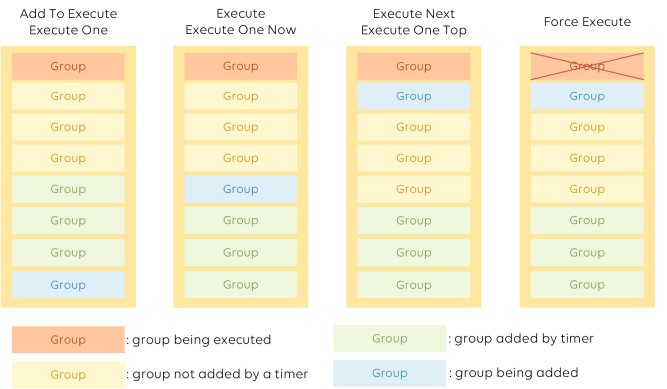 Add To Execute
Execute One
Group
Group
Group
Group
Group
Group
Group
Group
Execute
Execute One Now
Group
Group
Group
Group
Group
Group
Group
Group
Execute Next
Execute One Top
Group
Group
Group
Group
Group
Group
Group
Group
Force Execute
Group
Group
Group
Group
Group
Group
Group
Group
Group : group being executed
Group : group not added by a timer
Group : group added by timer
Group : group being added